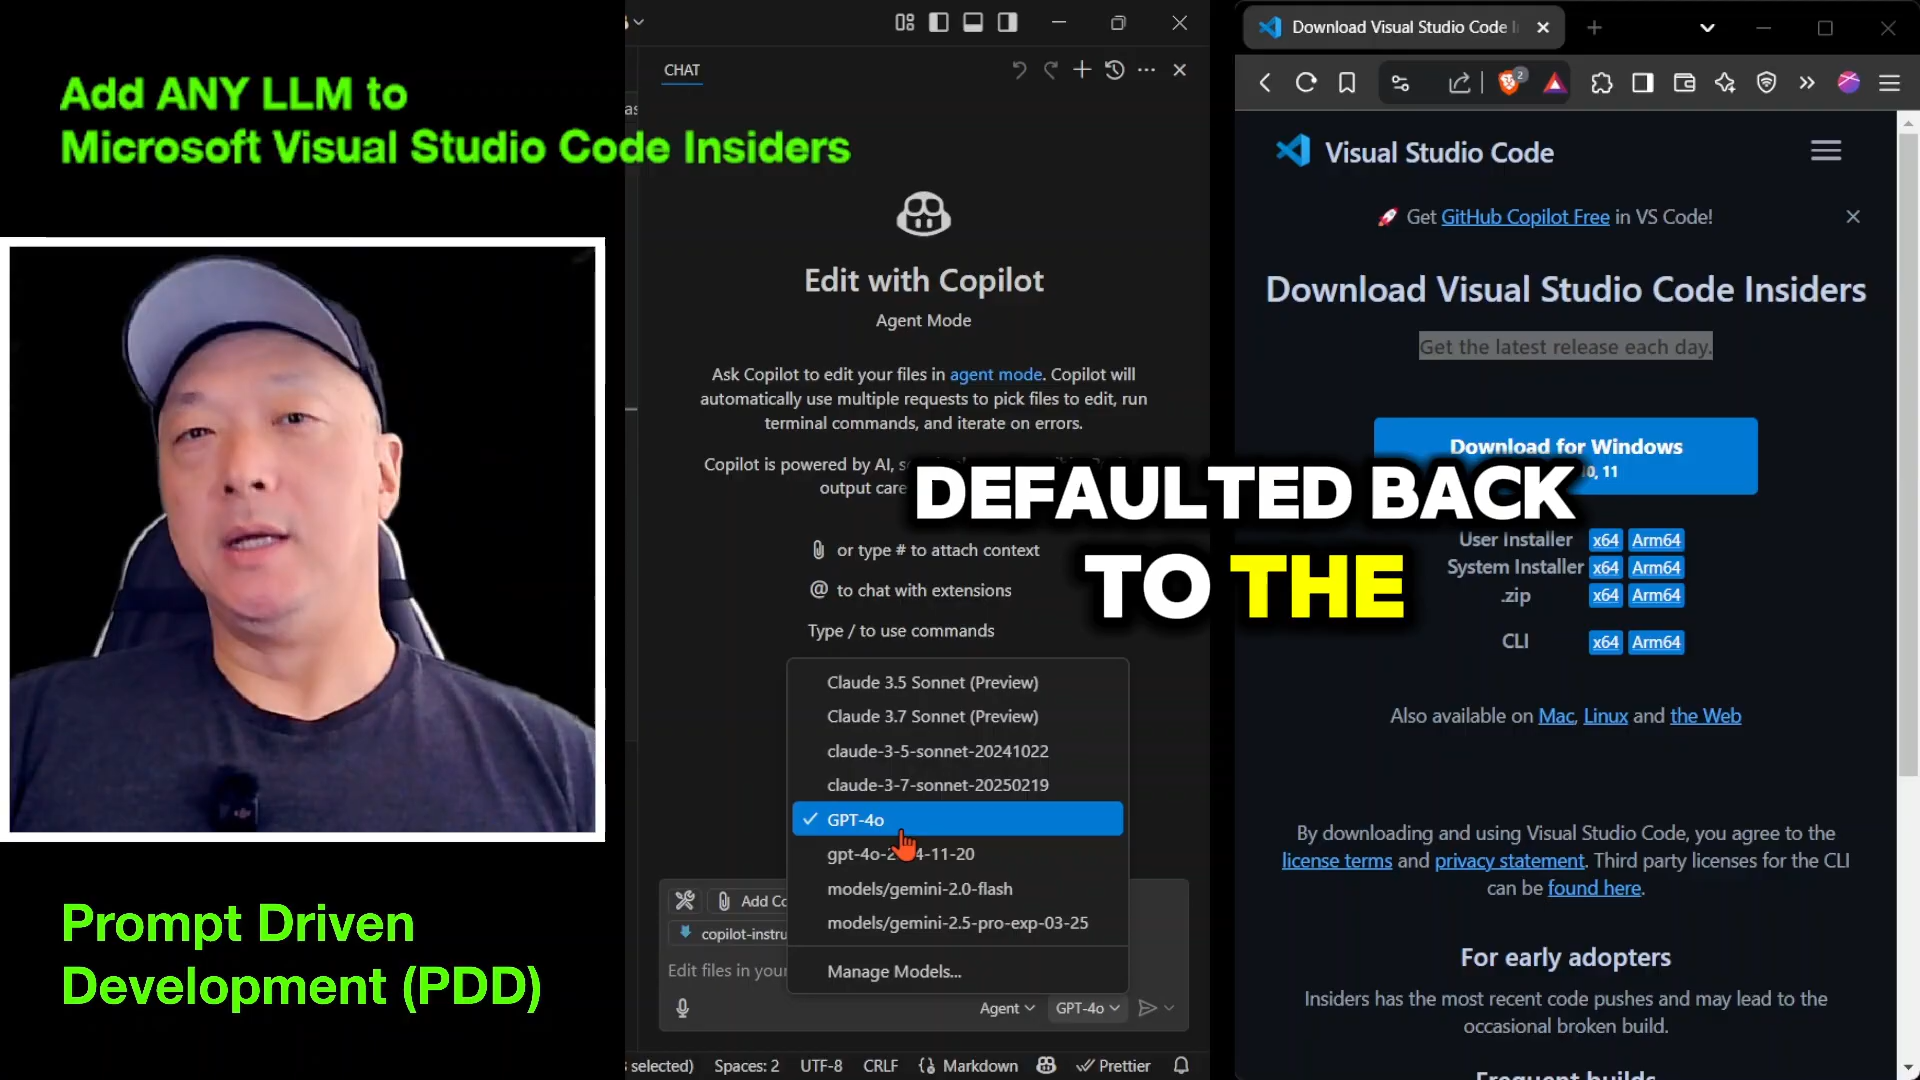 Add ANY LLM to
Microsoft Visual Studio Code Insiders
Prompt Driven
Development (PDD)
CHAT
Edit with Copilot
Agent Mode
Ask Copilot to edit your files in agent mode. Copilot will
automatically use multiple requests to pick files to edit, run
terminal commands, and iterate on errors.
Copilot is powered by AI,
output
or type # to attach context
@ to chat with extensions
Type / to use commands
Claude 3.5 Sonnet (Preview)
Claude 3.7 Sonnet (Preview)
claude-3-5-sonnet-20241022
claude-3-7-sonnet-20250219
GPT-4o
gpt-4o-2 4-11-20
models/gemini-2.0-flash
models/gemini-2.5-pro-exp-03-25
Manage Models...
Add
copilot-instru
Edit files in your
Agent
GPT-4o
selected)
Spaces: 2
UTF-8
CRLF
Markdown
Prettier
DEFAULTED BACK
TO THE
Download Visual Studio Code
2
Visual Studio Code
Get GitHub Copilot Free in VS Code!
Download Visual Studio Code Insiders
Get the latest release each day.
Download for Windows
, 11
User Installer x64 Arm64
System Installer x64 Arm64
.zip x64 Arm64
CLI x64 Arm64
Also available on Mac, Linux and the Web
By downloading and using Visual Studio Code, you agree to the
license terms and privacy statement. Third party licenses for the CLI
can be found here.
For early adopters
Insiders has the most recent code pushes and may lead to the
occasional broken build.
Frequent builds